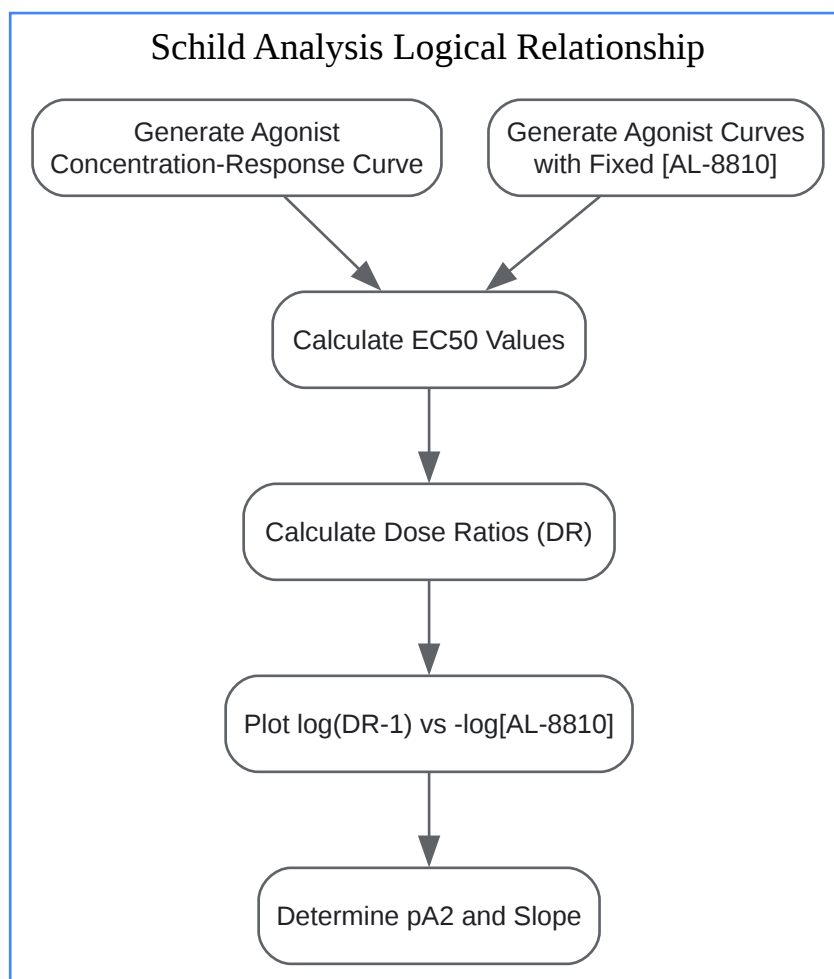 Schild Analysis Logical Relationship
Generate Agonist
Concentration-Response Curve
Generate Agonist Curves
with Fixed [AL-8810]
Calculate EC50 Values
Calculate Dose Ratios (DR)
Plot log(DR-1) vs -log[AL-8810]
Determine pA2 and Slope